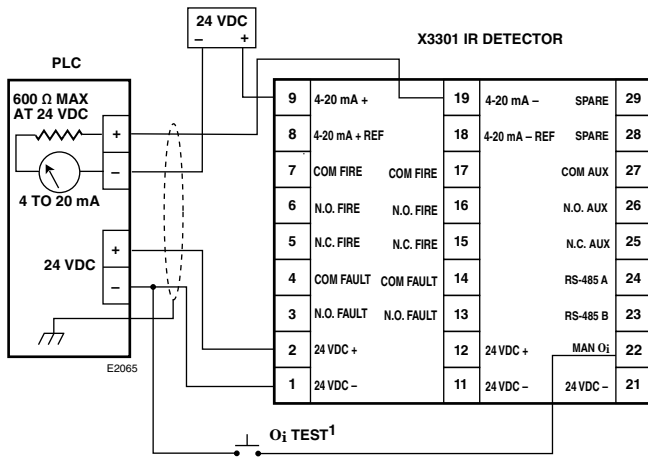 24 VDC
– +
X3301 IR DETECTOR
PLC
600 Ω MAX
AT 24 VDC
+
–
4 TO 20 mA
24 VDC
+
–
E2065
9 4-20 mA + 19 4-20 mA – SPARE 29
8 4-20 mA + REF 18 4-20 mA – REF SPARE 28
7 COM FIRE COM FIRE 17 COM AUX 27
6 N.O. FIRE N.O. FIRE 16 N.O. AUX 26
5 N.C. FIRE N.C. FIRE 15 N.C. AUX 25
4 COM FAULT COM FAULT 14 RS-485 A 24
3 N.O. FAULT N.O. FAULT 13 RS-485 B 23
2 24 VDC + 12 24 VDC + MAN Oi 22
1 24 VDC – 11 24 VDC – 24 VDC – 21
Oi TEST1